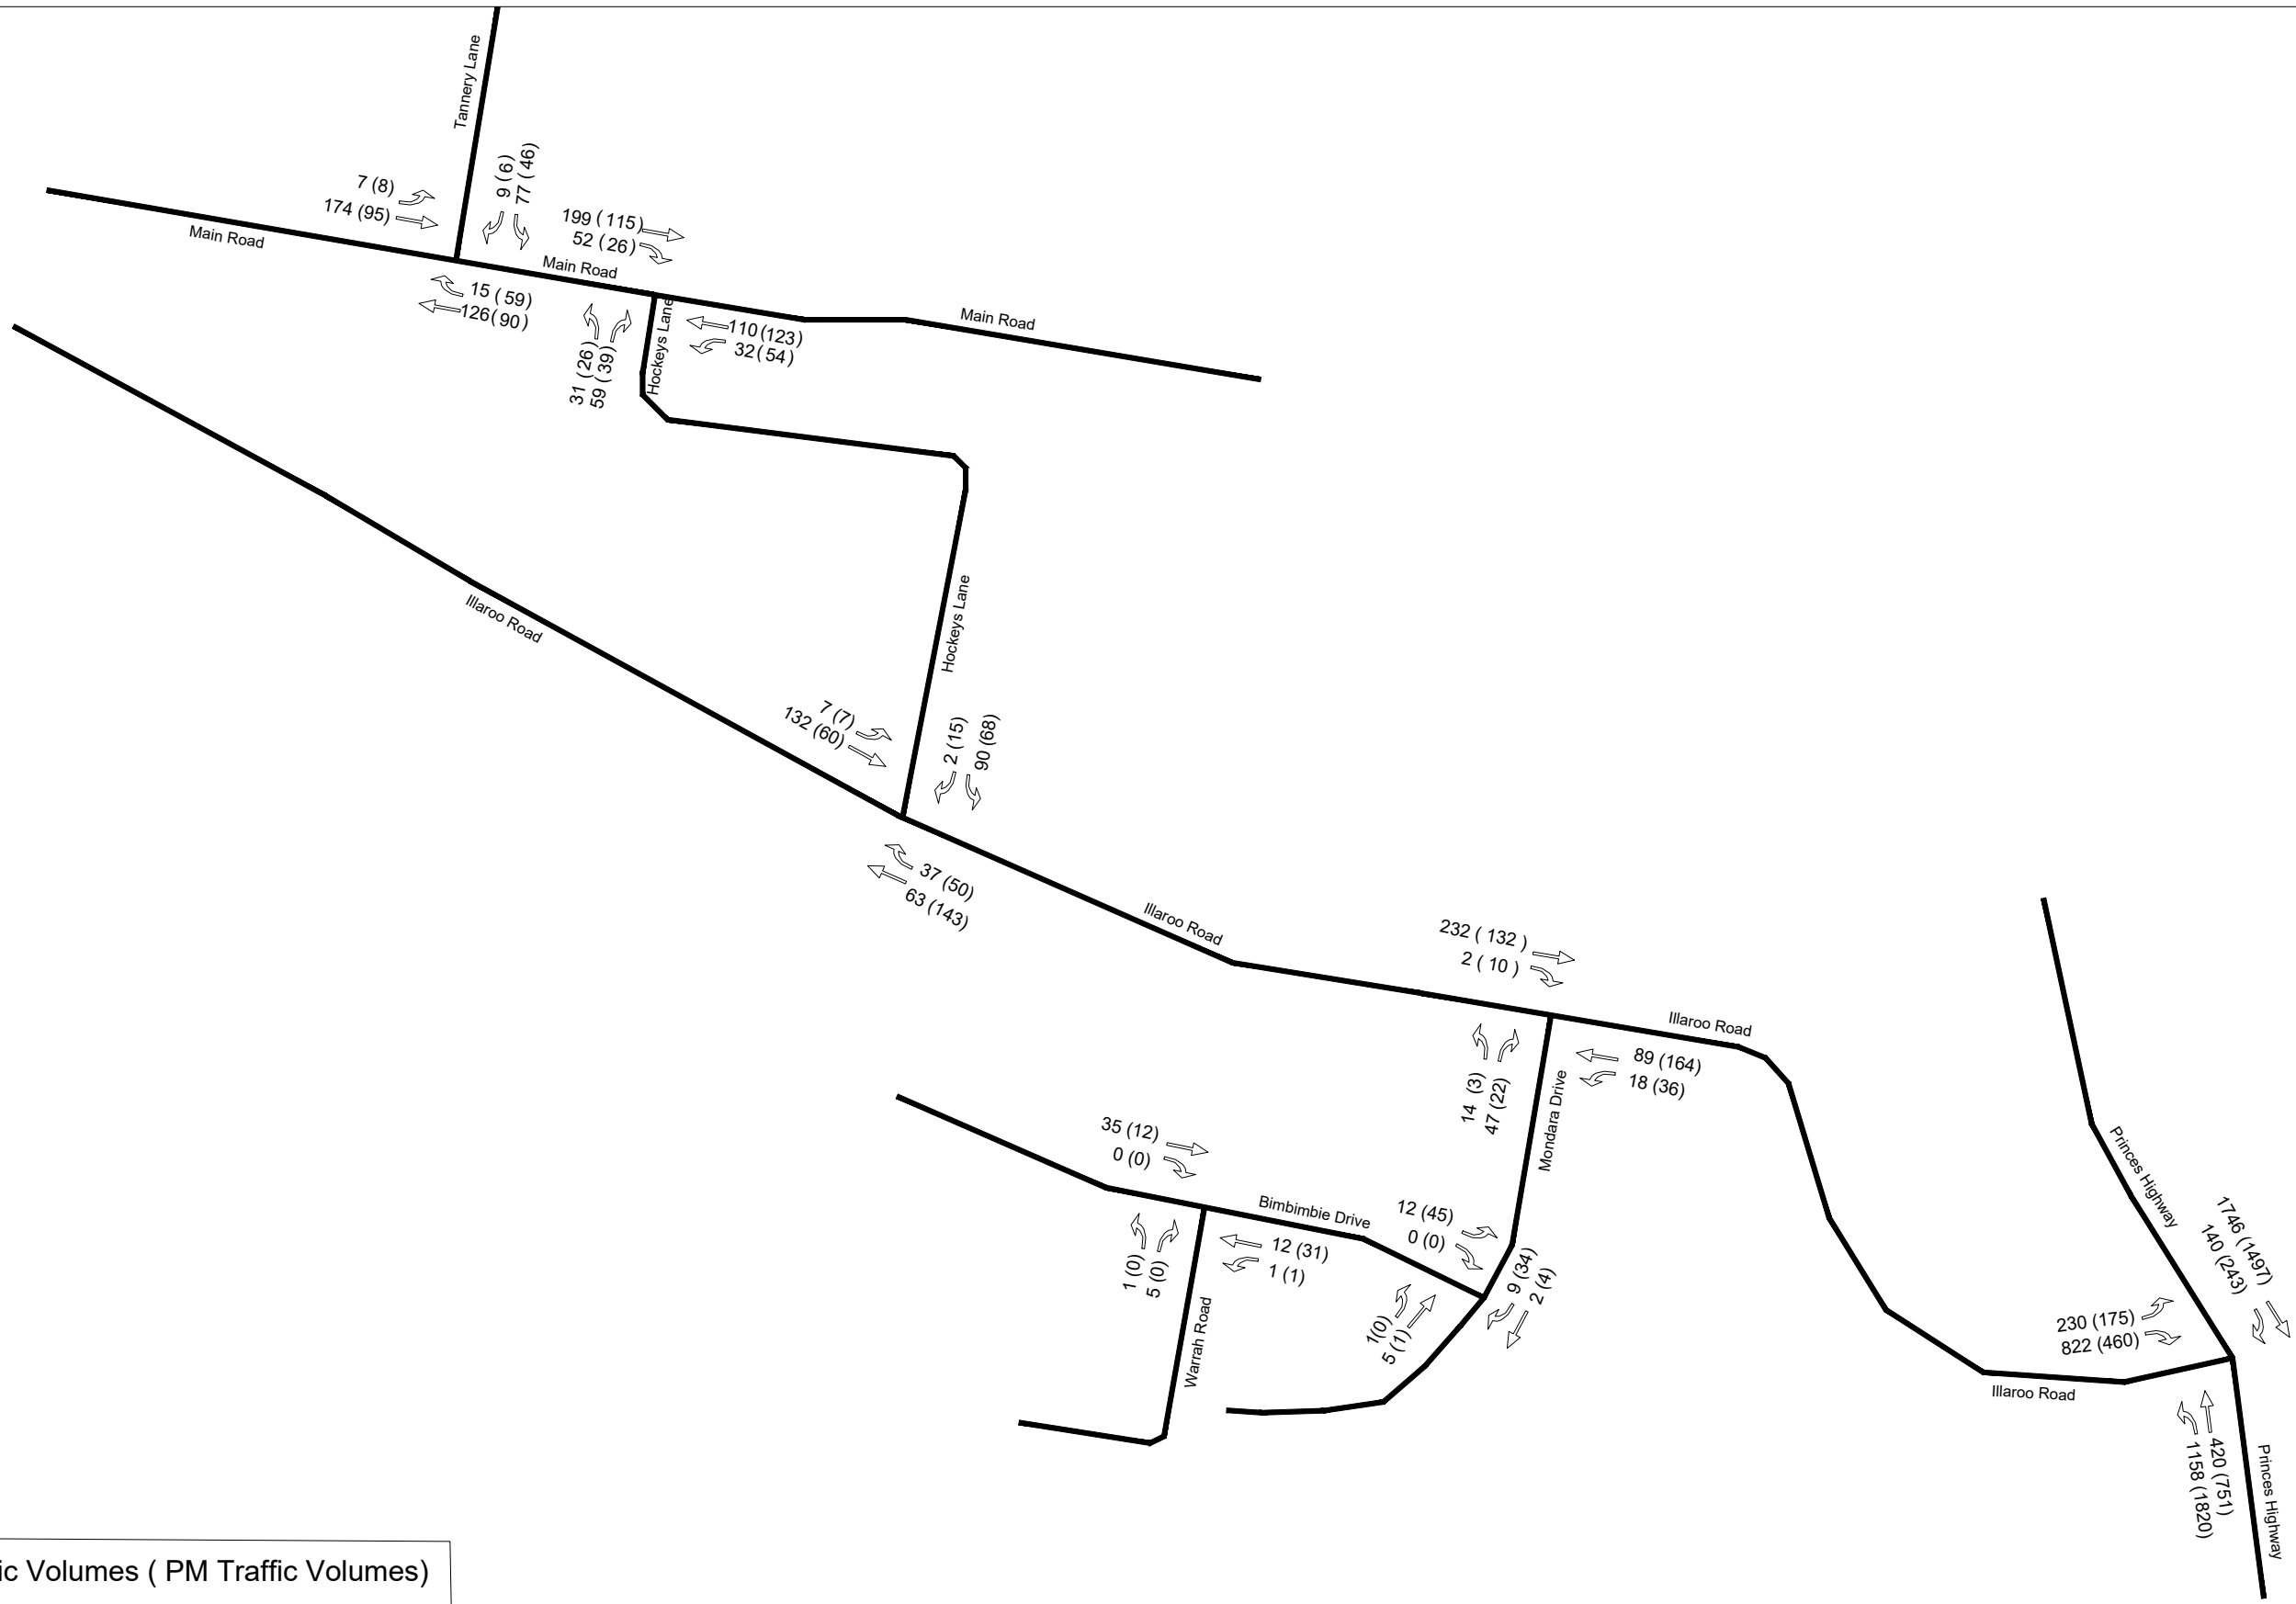 Tannery Lane
9 (6)
77 (46)
7 (8)
174 (95)
199 ( 115)
52 ( 26)
Main Road
Main Road
15 ( 59)
126( 90)
Main Road
110 (123)
32 ( 54)
31 (26)
59 ( 39)
Hockeys Lane
Illaroo Road
Hockeys Lane
7 (7)
132 (60)
2 (15)
90 (68)
37 (50)
63 (143)
Illaroo Road
232 ( 132 )
2 ( 10 )
Illaroo Road
89 (164)
18 (36)
14 (3)
47 (22)
Mondara Drive
35 (12)
0 (0)
Bimbimbie Drive
12 (45)
0 (0)
12 (31)
1 (1)
1 (0)
5 (0)
Warrah Road
9 (34)
2 (4)
1(0)
5 (1)
Princes Highway
1746 (1497)
140 (243)
230 (175)
822 (460)
Illaroo Road
420 (751)
1158 (1820)
Princes Highway
ic Volumes ( PM Traffic Volumes)